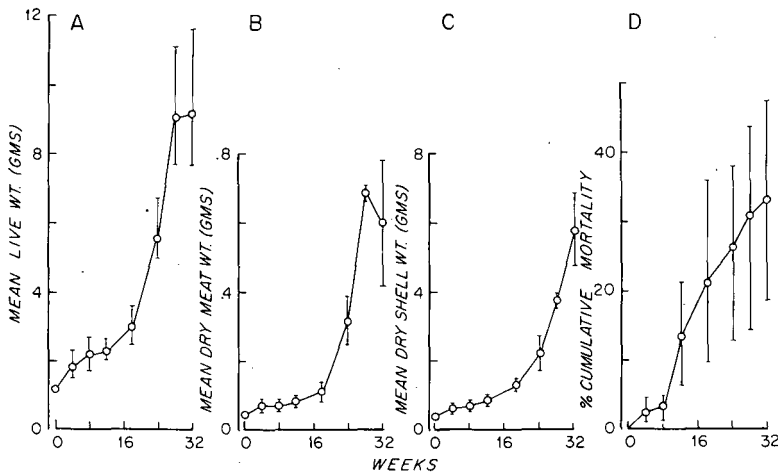 A
B
C
D
MEAN LIVE WT. (GMS)
12
8
4
0
0
16
32
MEAN DRY MEAT WT. (GMS)
.8
.4
0
0
16
32
MEAN DRY SHELL WT. (GMS)
8
4
0
0
16
32
% CUMULATIVE MORTALITY
40
20
0
0
16
32
WEEKS